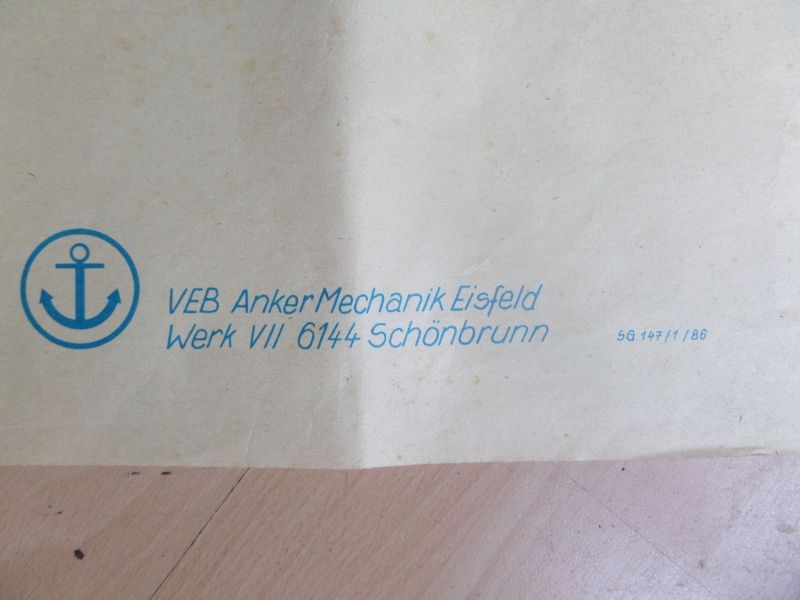 VEB Anker Mechanik Eisfeld
Werk VII 6144 Schönbrunn
SG 147/1/86